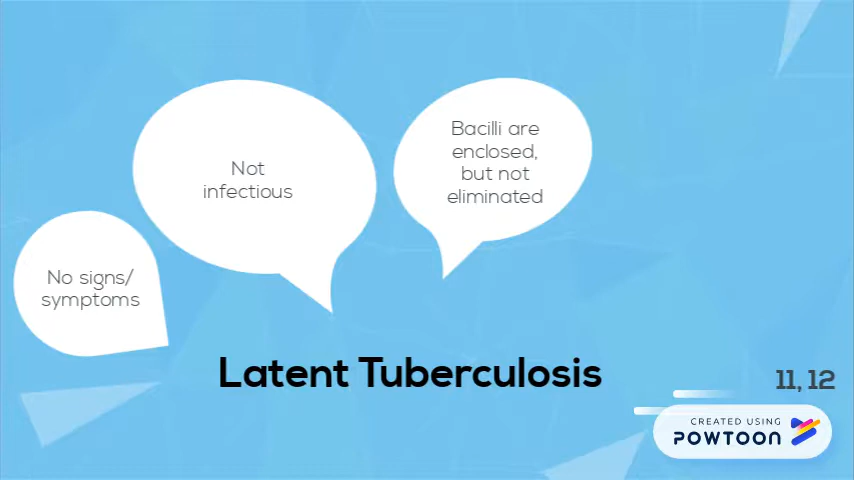 Bacilli are
enclosed,
but not
eliminated
Not
infectious
No signs/
symptoms
Latent Tuberculosis
11, 12
CREATED USING
POWTOON